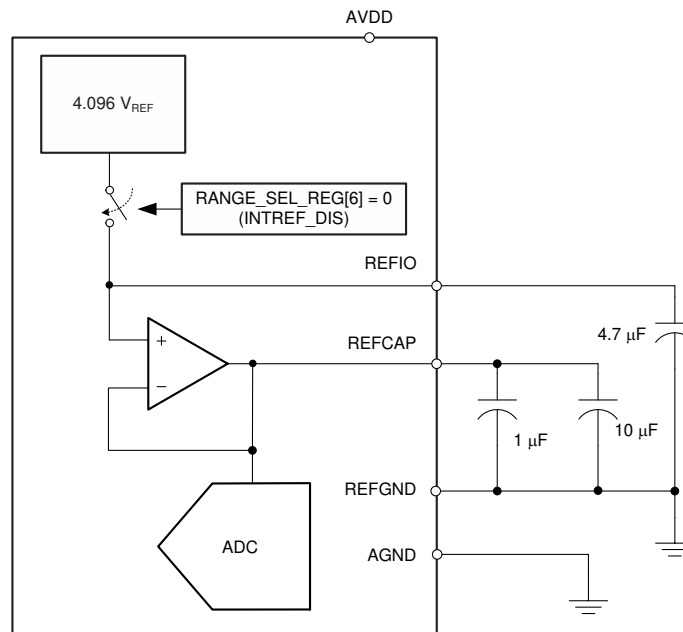 AVDD
4.096 VREF
RANGE_SEL_REG[6] = 0
(INTREF_DIS)
REFIO
4.7 μF
REFCAP
+
−
1 μF
10 μF
REFGND
ADC
AGND